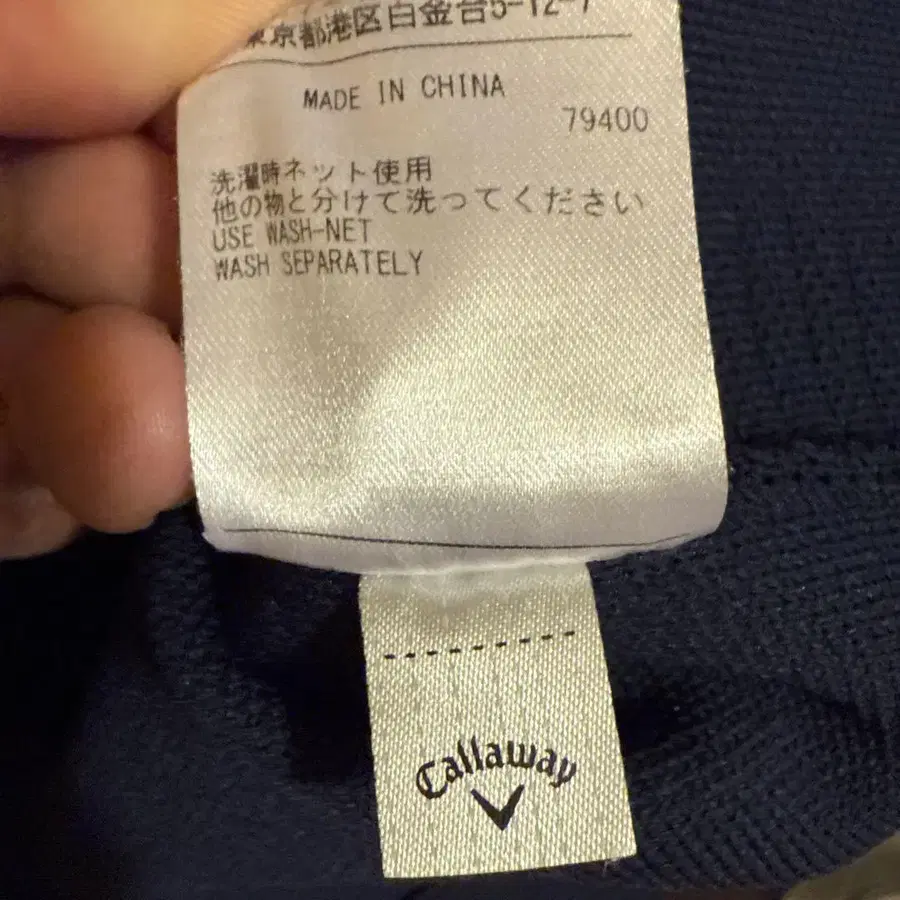 東京都港区白金台5-12-7
MADE IN CHINA
79400
洗濯時ネット使用
他の物と分けて洗ってください
USE WASH-NET
WASH SEPARATELY
Callaway